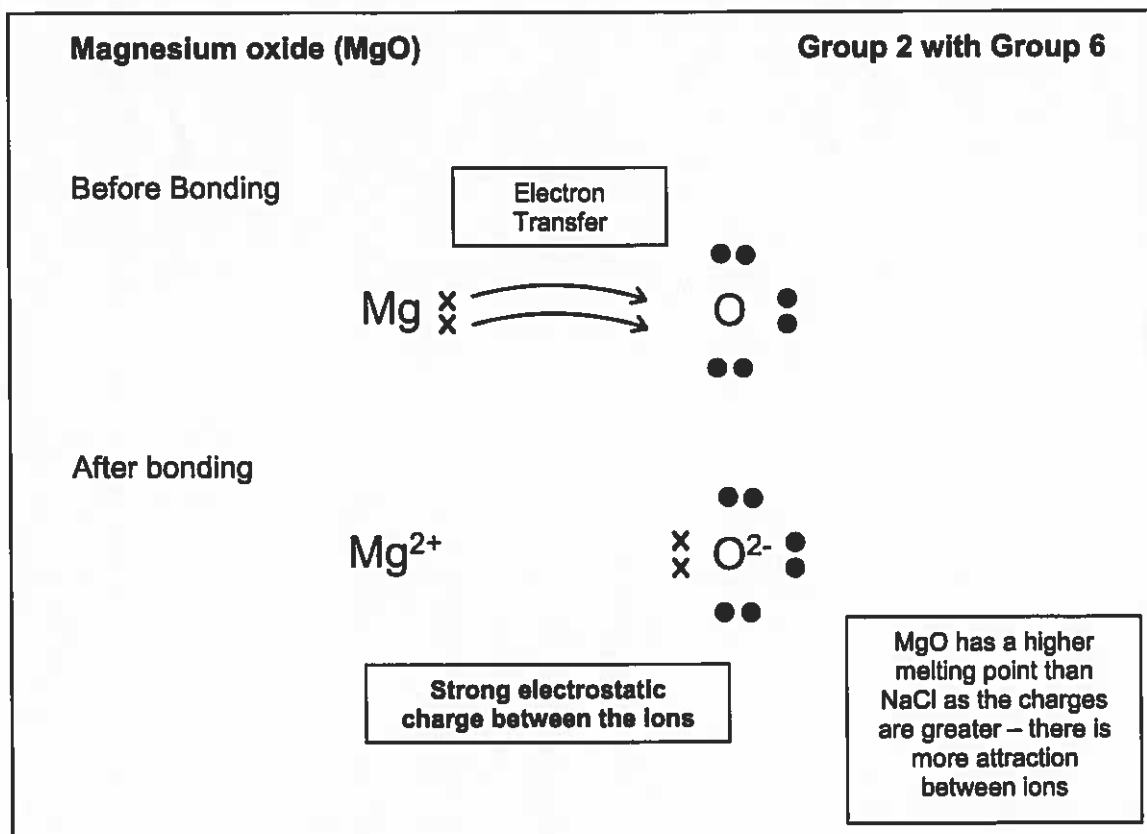 Magnesium oxide (MgO) Group 2 with Group 6
Before Bonding
Electron
Transfer
Mg x x O
After bonding
Mg²⁺ x x O²⁻
Strong electrostatic
charge between the ions
MgO has a higher
melting point than
NaCl as the charges
are greater – there is
more attraction
between ions